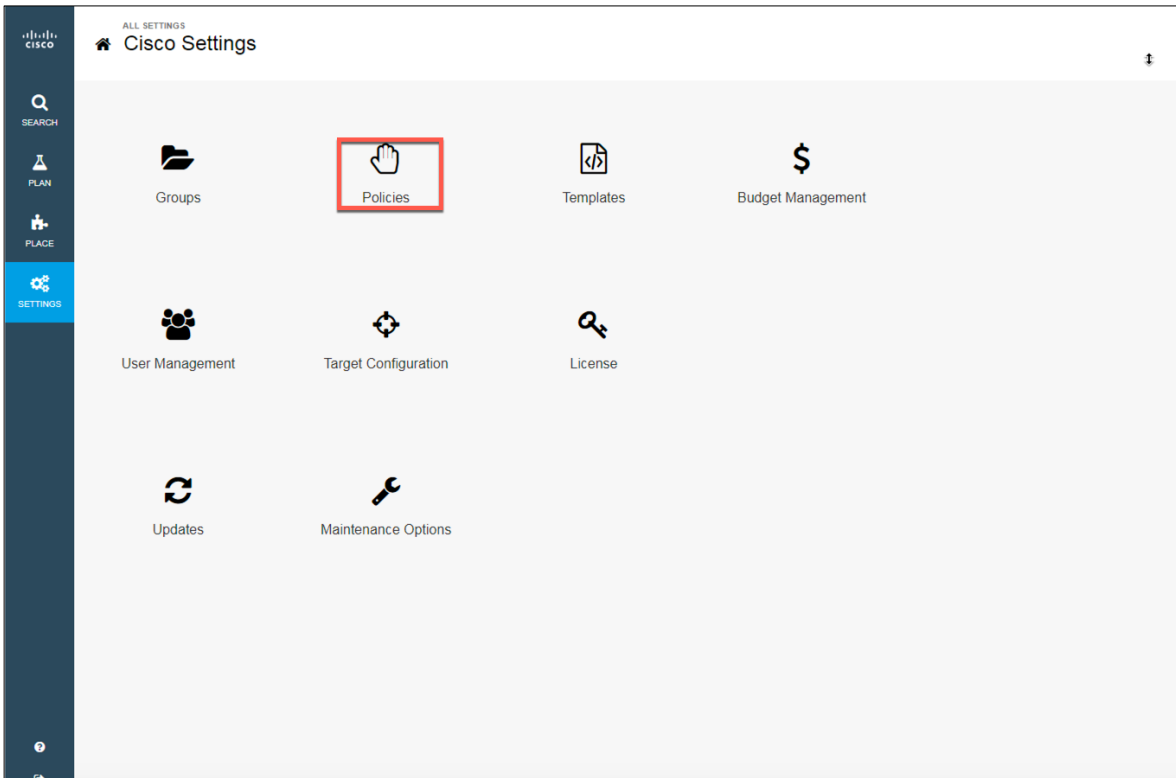 CISCO
ALL SETTINGS
Cisco Settings
SEARCH
PLAN
PLACE
SETTINGS
Groups
Policies
Templates
Budget Management
User Management
Target Configuration
License
Updates
Maintenance Options